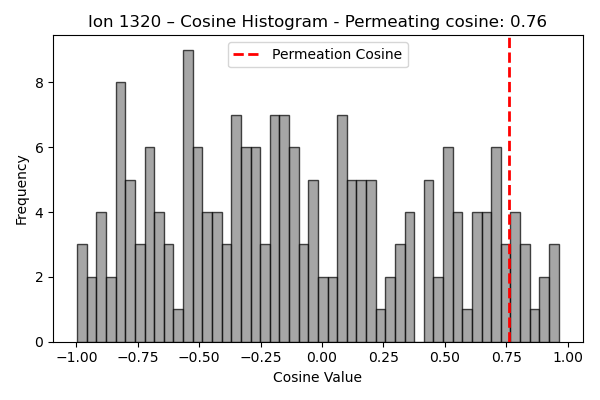 Ion 1320 – Cosine Histogram - Permeating cosine: 0.76
Permeation Cosine
Frequency
8
6
4
2
0
−1.00 −0.75 −0.50 −0.25 0.00 0.25 0.50 0.75 1.00
Cosine Value